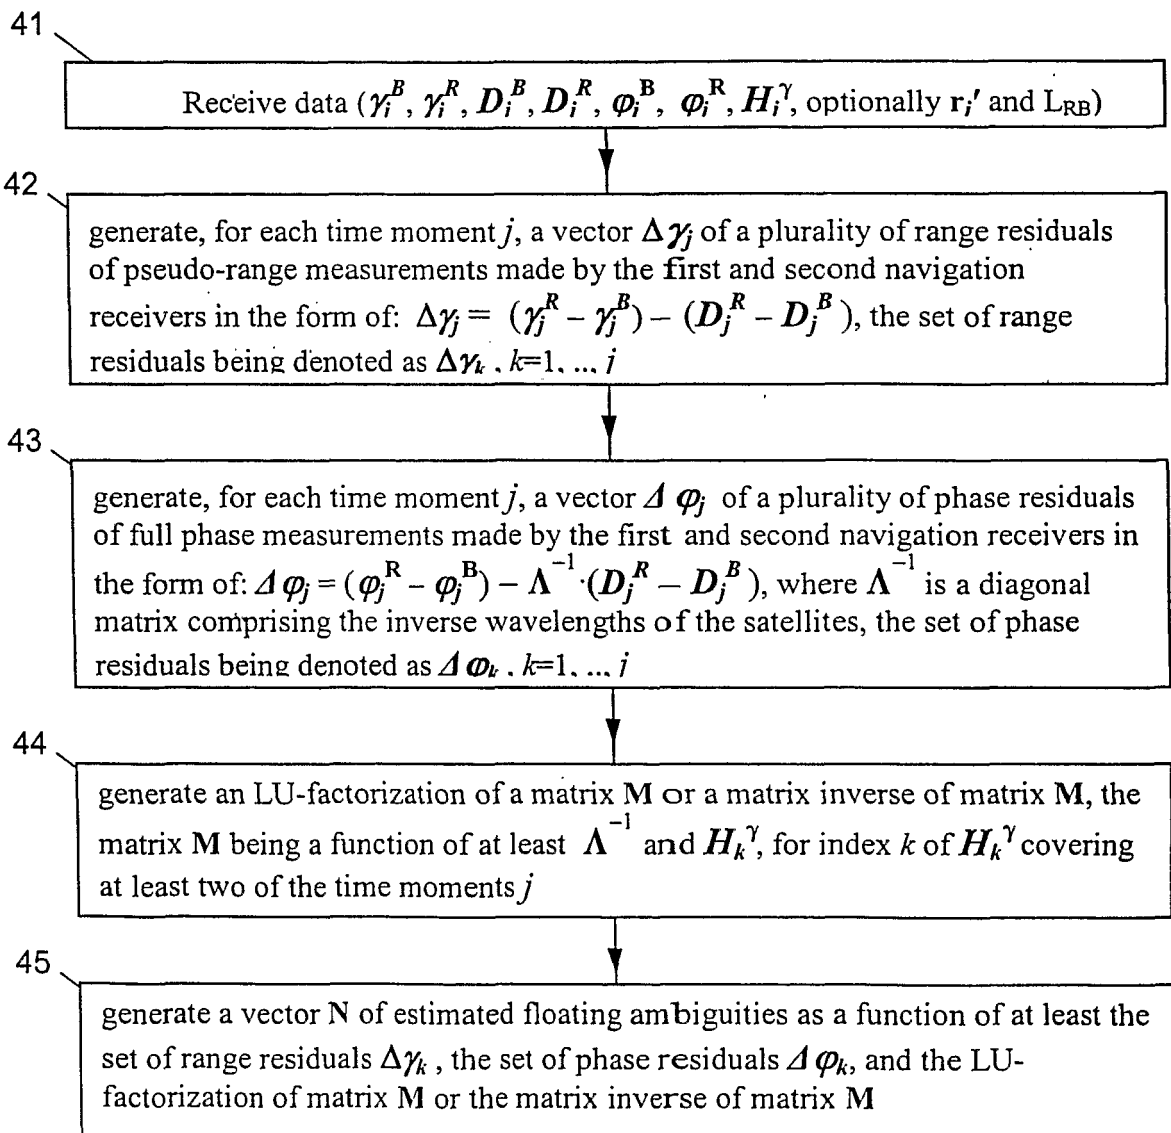 41
Receive data (γᵢᴮ, γᵢᴿ, Dᵢᴮ, Dᵢᴿ, φᵢᴮ, φᵢᴿ, Hᵢᵞ, optionally rᵢ′ and L_RB)
42
generate, for each time moment j, a vector Δγⱼ of a plurality of range residuals
of pseudo-range measurements made by the first and second navigation
receivers in the form of: Δγⱼ = (γⱼᴿ − γⱼᴮ) − (Dⱼᴿ − Dⱼᴮ), the set of range
residuals being denoted as Δγₖ, k=1, ..., j
43
generate, for each time moment j, a vector Δφⱼ of a plurality of phase residuals
of full phase measurements made by the first and second navigation receivers in
the form of: Δφⱼ = (φⱼᴿ − φⱼᴮ) − Λ⁻¹·(Dⱼᴿ − Dⱼᴮ), where Λ⁻¹ is a diagonal
matrix comprising the inverse wavelengths of the satellites, the set of phase
residuals being denoted as Δφₖ, k=1, ..., j
44
generate an LU-factorization of a matrix M or a matrix inverse of matrix M, the
matrix M being a function of at least Λ⁻¹ and Hₖᵞ, for index k of Hₖᵞ covering
at least two of the time moments j
45
generate a vector N of estimated floating ambiguities as a function of at least the
set of range residuals Δγₖ, the set of phase residuals Δφₖ, and the LU-
factorization of matrix M or the matrix inverse of matrix M